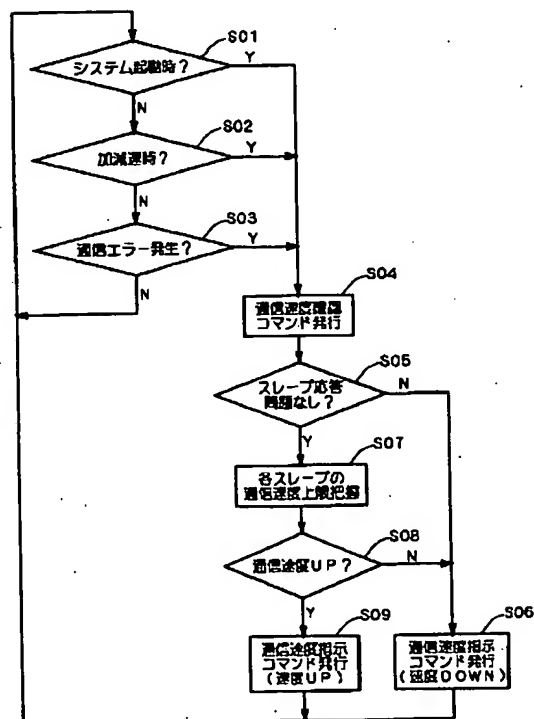 S01
システム起動時？
Y
N
S02
加減速時？
Y
N
S03
通信エラー発生？
Y
N
S04
通信速度確認
コマンド発行
S05
スレーブ応答
問題なし？
N
Y
S07
各スレーブの
通信速度上限把握
S08
通信速度UP？
N
Y
S09
通信速度指示
コマンド発行
(速度UP)
S06
通信速度指示
コマンド発行
(速度DOWN)